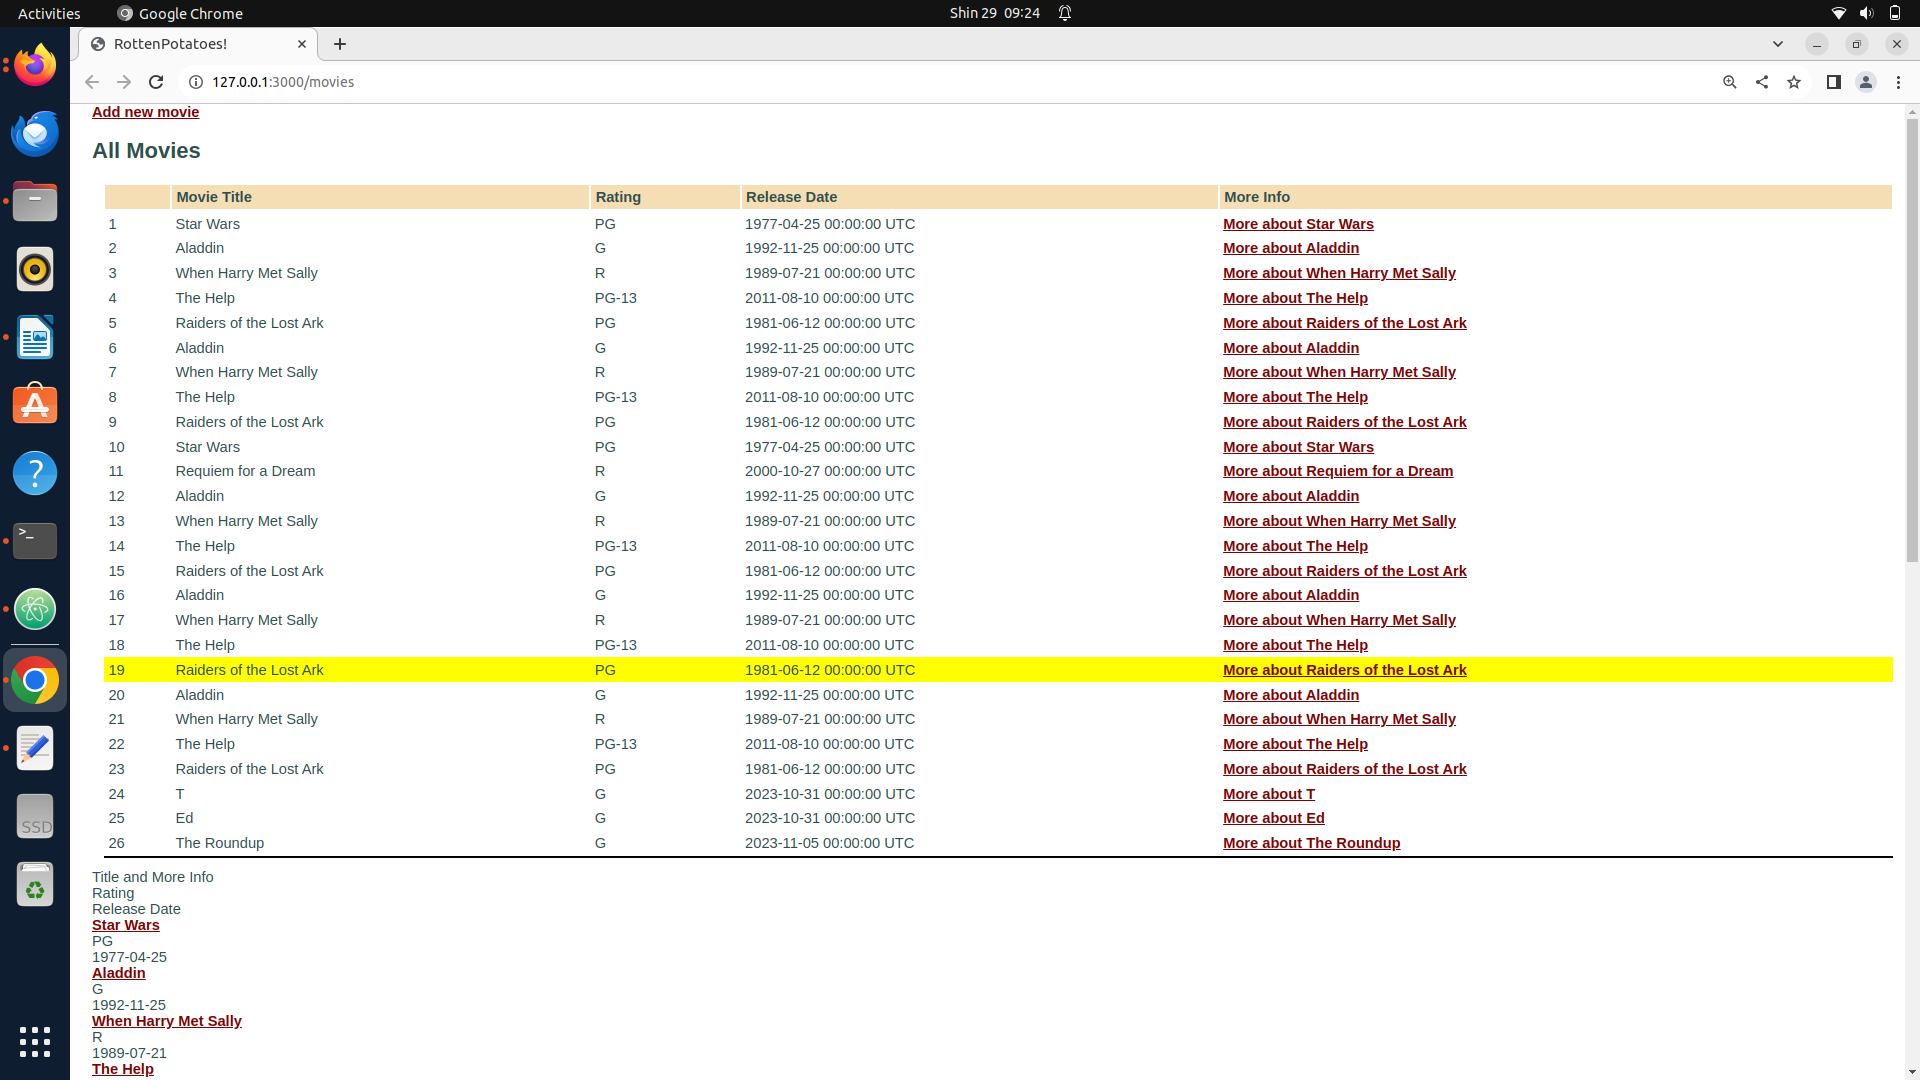 Activities Google Chrome Shin 29 09:24
RottenPotatoes!
127.0.0.1:3000/movies
Add new movie
All Movies
Movie Title Rating Release Date More Info
1 Star Wars PG 1977-04-25 00:00:00 UTC More about Star Wars
2 Aladdin G 1992-11-25 00:00:00 UTC More about Aladdin
3 When Harry Met Sally R 1989-07-21 00:00:00 UTC More about When Harry Met Sally
4 The Help PG-13 2011-08-10 00:00:00 UTC More about The Help
5 Raiders of the Lost Ark PG 1981-06-12 00:00:00 UTC More about Raiders of the Lost Ark
6 Aladdin G 1992-11-25 00:00:00 UTC More about Aladdin
7 When Harry Met Sally R 1989-07-21 00:00:00 UTC More about When Harry Met Sally
8 The Help PG-13 2011-08-10 00:00:00 UTC More about The Help
9 Raiders of the Lost Ark PG 1981-06-12 00:00:00 UTC More about Raiders of the Lost Ark
10 Star Wars PG 1977-04-25 00:00:00 UTC More about Star Wars
11 Requiem for a Dream R 2000-10-27 00:00:00 UTC More about Requiem for a Dream
12 Aladdin G 1992-11-25 00:00:00 UTC More about Aladdin
13 When Harry Met Sally R 1989-07-21 00:00:00 UTC More about When Harry Met Sally
14 The Help PG-13 2011-08-10 00:00:00 UTC More about The Help
15 Raiders of the Lost Ark PG 1981-06-12 00:00:00 UTC More about Raiders of the Lost Ark
16 Aladdin G 1992-11-25 00:00:00 UTC More about Aladdin
17 When Harry Met Sally R 1989-07-21 00:00:00 UTC More about When Harry Met Sally
18 The Help PG-13 2011-08-10 00:00:00 UTC More about The Help
19 Raiders of the Lost Ark PG 1981-06-12 00:00:00 UTC More about Raiders of the Lost Ark
20 Aladdin G 1992-11-25 00:00:00 UTC More about Aladdin
21 When Harry Met Sally R 1989-07-21 00:00:00 UTC More about When Harry Met Sally
22 The Help PG-13 2011-08-10 00:00:00 UTC More about The Help
23 Raiders of the Lost Ark PG 1981-06-12 00:00:00 UTC More about Raiders of the Lost Ark
24 T G 2023-10-31 00:00:00 UTC More about T
25 Ed G 2023-10-31 00:00:00 UTC More about Ed
26 The Roundup G 2023-11-05 00:00:00 UTC More about The Roundup
SSD
Title and More Info
Rating
Release Date
Star Wars
PG
1977-04-25
Aladdin
G
1992-11-25
When Harry Met Sally
R
1989-07-21
The Help